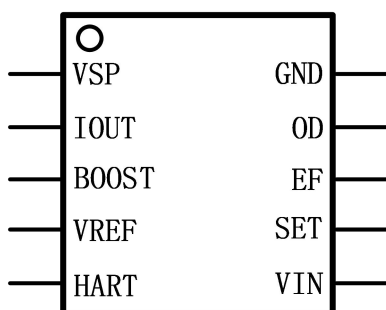 VSP GND
IOUT OD
BOOST EF
VREF SET
HART VIN